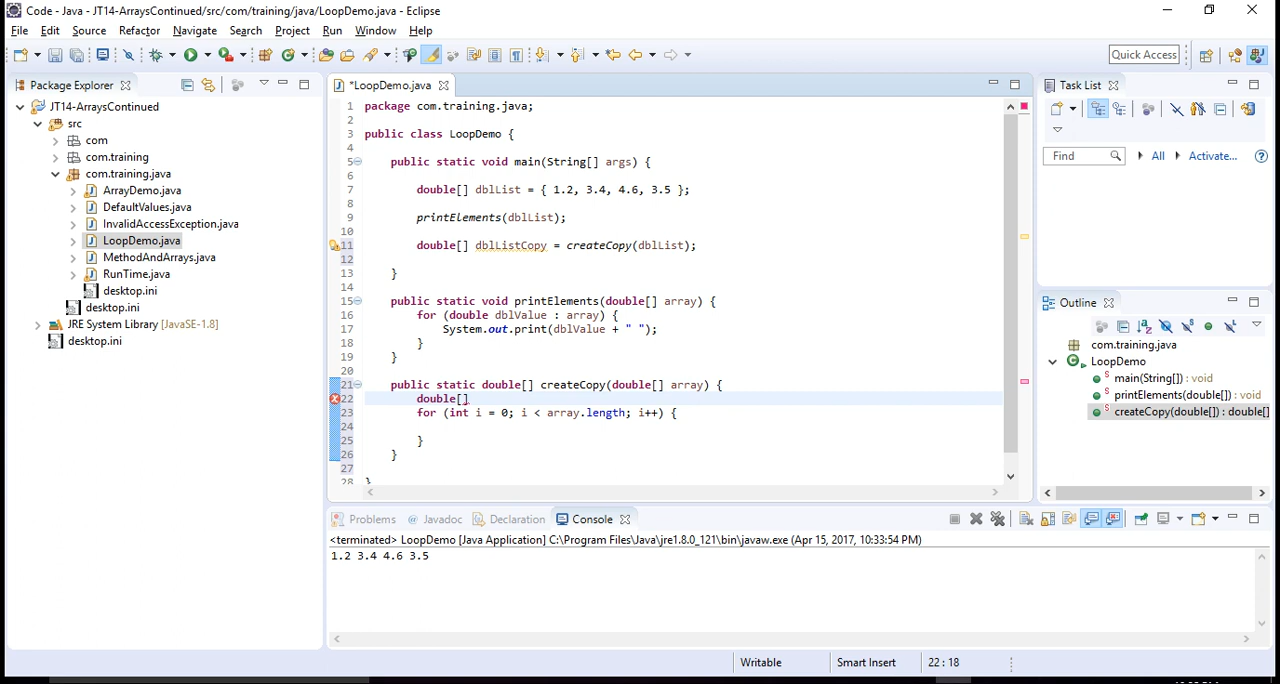 Code - Java - JT14-ArraysContinued/src/com/training/java/LoopDemo.java - Eclipse
File Edit Source Refactor Navigate Search Project Run Window Help
Quick Access
Package Explorer
JT14-ArraysContinued
src
com
com.training
com.training.java
ArrayDemo.java
DefaultValues.java
InvalidAccessException.java
LoopDemo.java
MethodAndArrays.java
RunTime.java
desktop.ini
desktop.ini
JRE System Library [JavaSE-1.8]
desktop.ini
*LoopDemo.java
1 package com.training.java;
2
3 public class LoopDemo {
4
5 public static void main(String[] args) {
6
7 double[] dblList = { 1.2, 3.4, 4.6, 3.5 };
8
9 printElements(dblList);
10
11 double[] dblListCopy = createCopy(dblList);
12
13 }
14
15 public static void printElements(double[] array) {
16 for (double dblValue : array) {
17 System.out.print(dblValue + " ");
18 }
19 }
20
21 public static double[] createCopy(double[] array) {
22 double[]
23 for (int i = 0; i < array.length; i++) {
24
25 }
26 }
27
28 }
Task List
Find All Activate...
Outline
com.training.java
LoopDemo
main(String[]) : void
printElements(double[]) : void
createCopy(double[]) : double[]
Problems @ Javadoc Declaration Console
<terminated> LoopDemo [Java Application] C:\Program Files\Java\jre1.8.0_121\bin\javaw.exe (Apr 15, 2017, 10:33:54 PM)
1.2 3.4 4.6 3.5
Writable Smart Insert 22 : 18